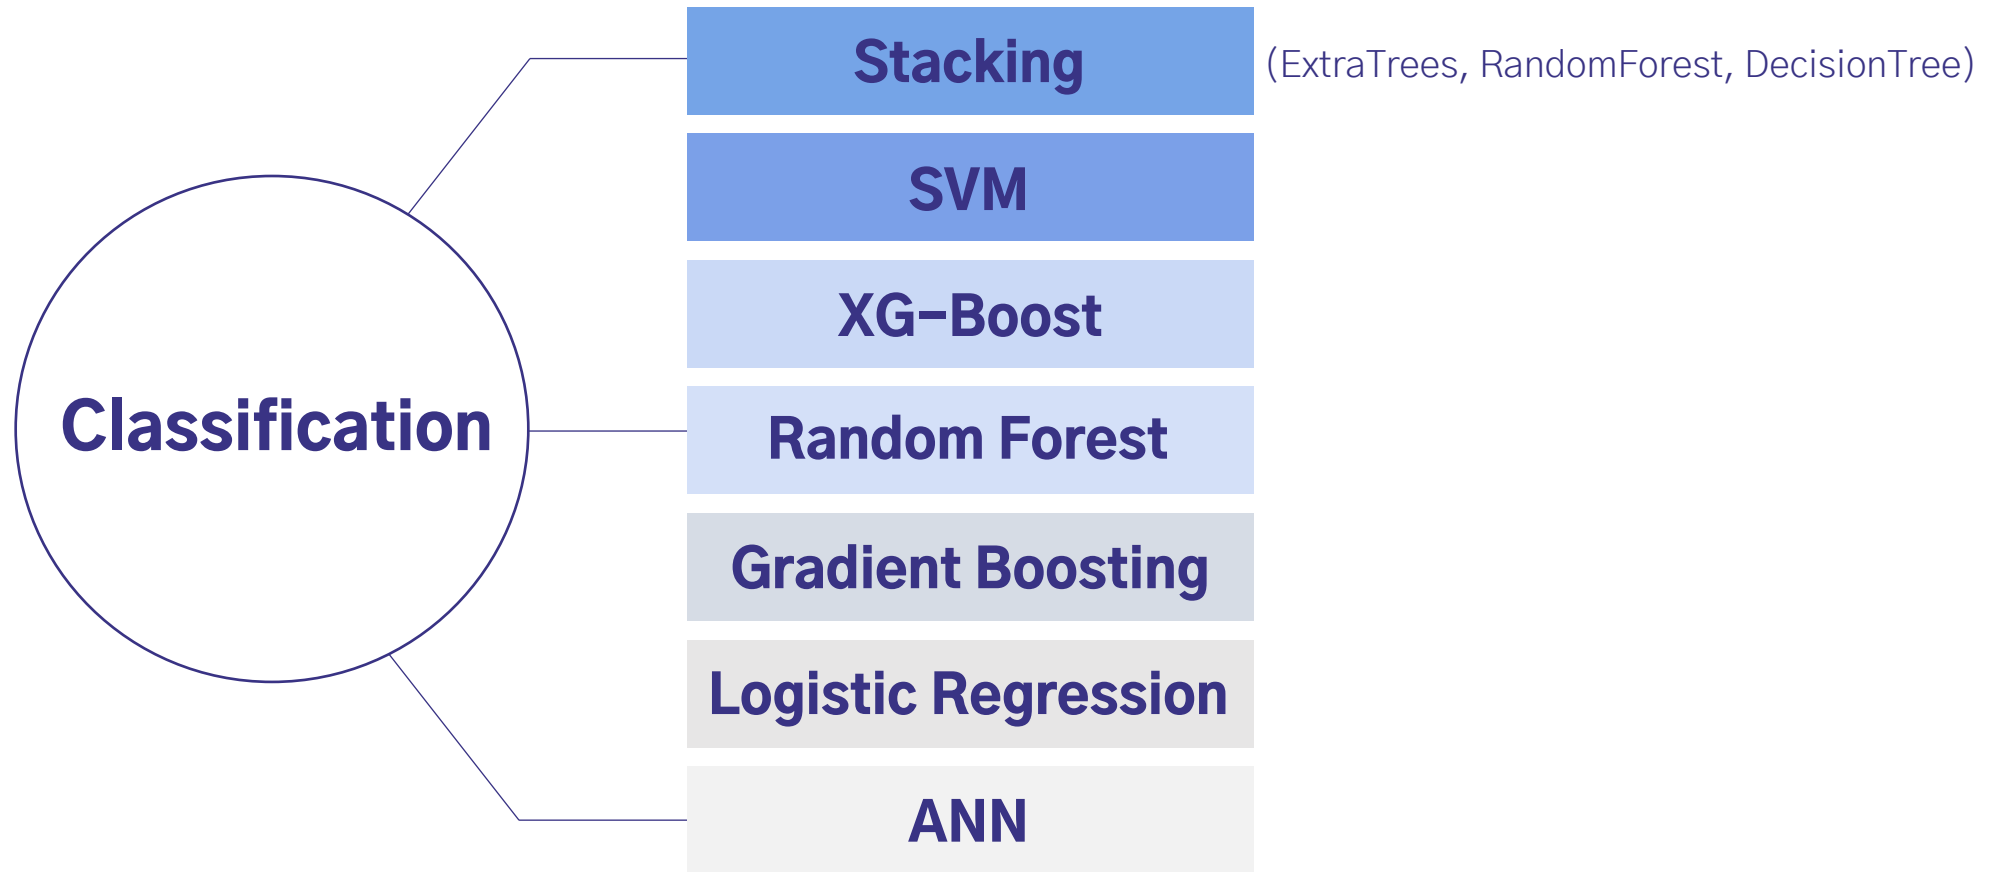 Stacking (ExtraTrees, RandomForest, DecisionTree)
SVM
XG-Boost
Classification
Random Forest
Gradient Boosting
Logistic Regression
ANN